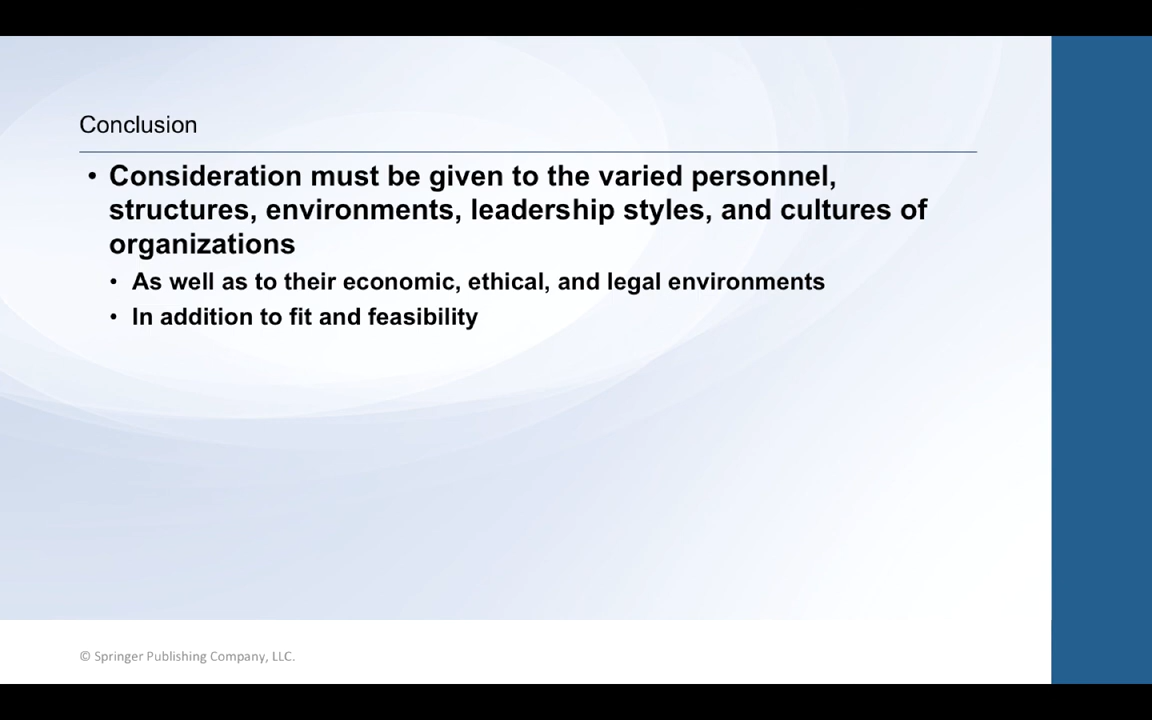 Conclusion
• Consideration must be given to the varied personnel,
structures, environments, leadership styles, and cultures of
organizations
• As well as to their economic, ethical, and legal environments
• In addition to fit and feasibility
© Springer Publishing Company, LLC.